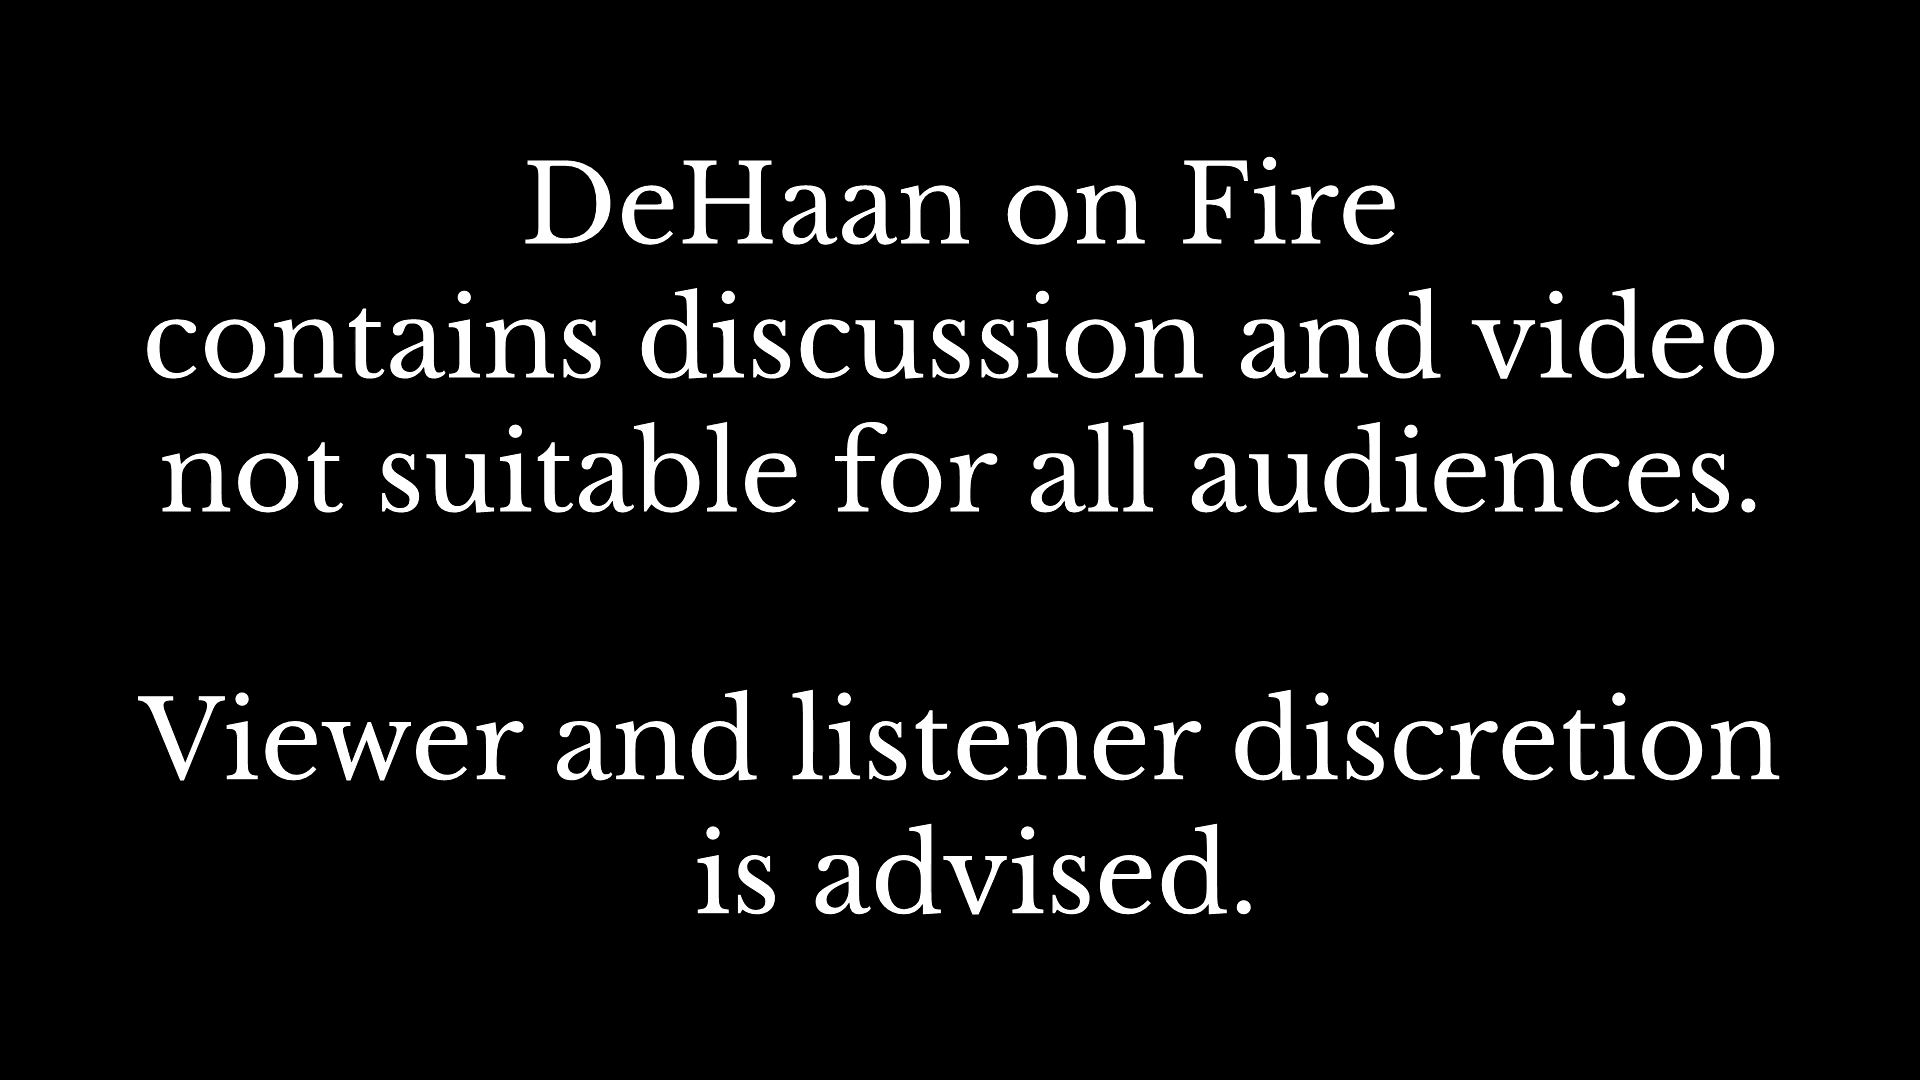 DeHaan on Fire
contains discussion and video
not suitable for all audiences.
Viewer and listener discretion
is advised.